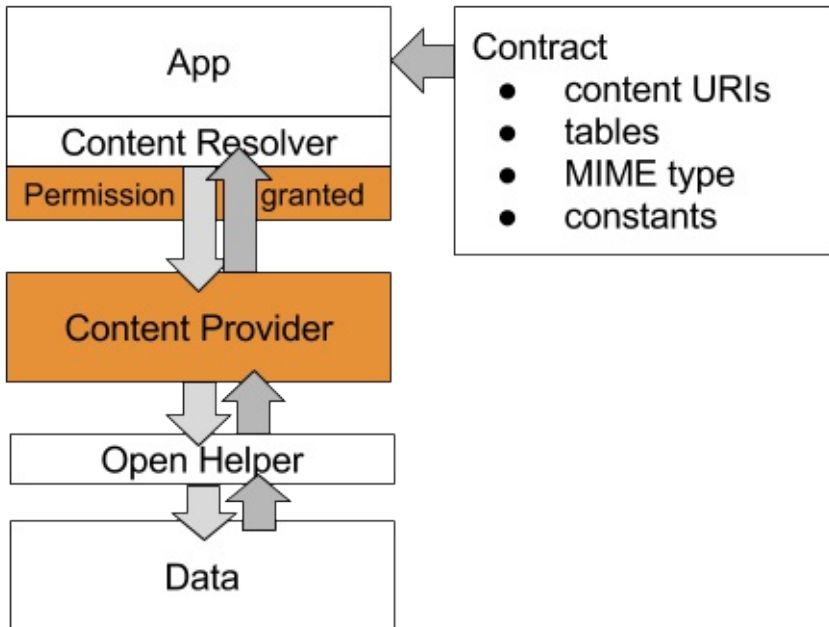 App
Content Resolver
Permission granted
Content Provider
Open Helper
Data
Contract
● content URIs
● tables
● MIME type
● constants